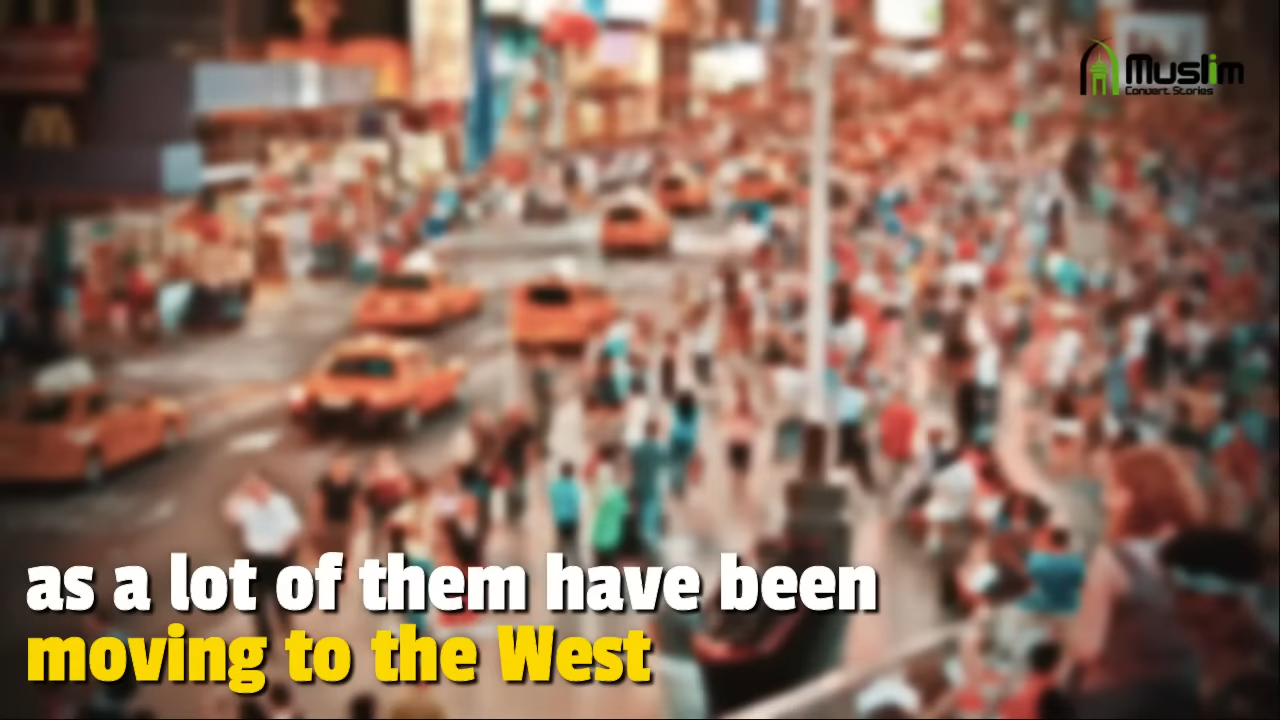 Muslim
Convert Stories
as a lot of them have been
moving to the West